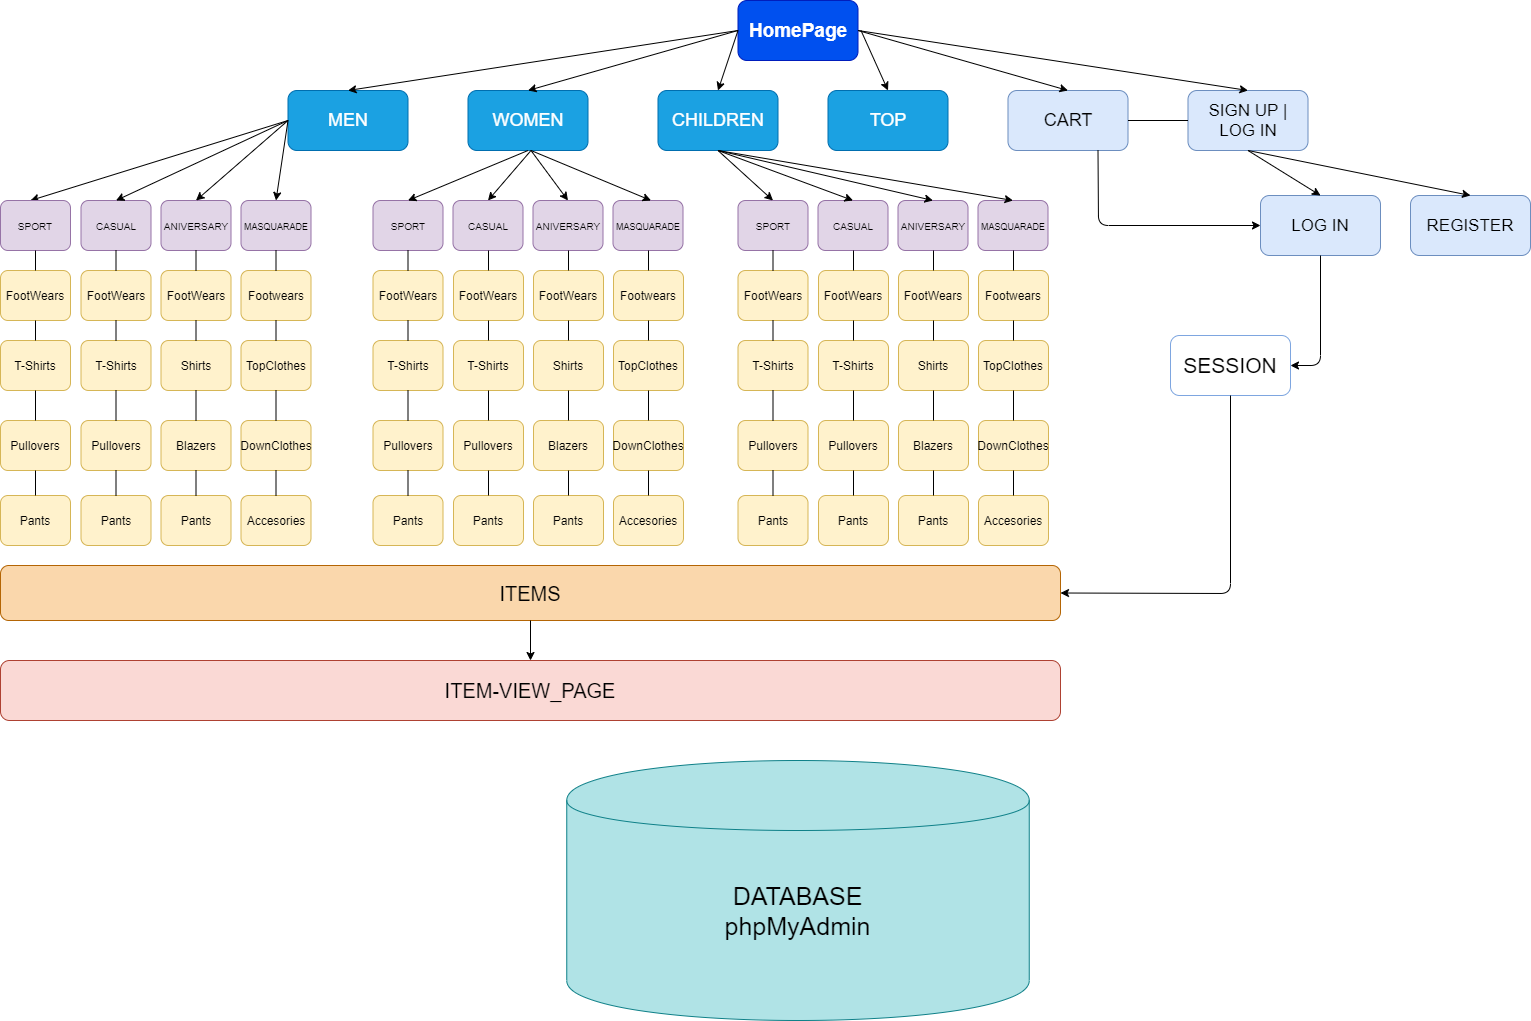 HomePage
MEN
WOMEN
CHILDREN
TOP
CART
SIGN UP |
LOG IN
LOG IN
REGISTER
SPORT
CASUAL
ANIVERSARY
MASQUARADE
SPORT
CASUAL
ANIVERSARY
MASQUARADE
SPORT
CASUAL
ANIVERSARY
MASQUARADE
FootWears
FootWears
FootWears
Footwears
FootWears
FootWears
FootWears
Footwears
FootWears
FootWears
FootWears
Footwears
T-Shirts
T-Shirts
Shirts
TopClothes
T-Shirts
T-Shirts
Shirts
TopClothes
T-Shirts
T-Shirts
Shirts
TopClothes
SESSION
Pullovers
Pullovers
Blazers
DownClothes
Pullovers
Pullovers
Blazers
DownClothes
Pullovers
Pullovers
Blazers
DownClothes
Pants
Pants
Pants
Accesories
Pants
Pants
Pants
Accesories
Pants
Pants
Pants
Accesories
ITEMS
ITEM-VIEW_PAGE
DATABASE
phpMyAdmin